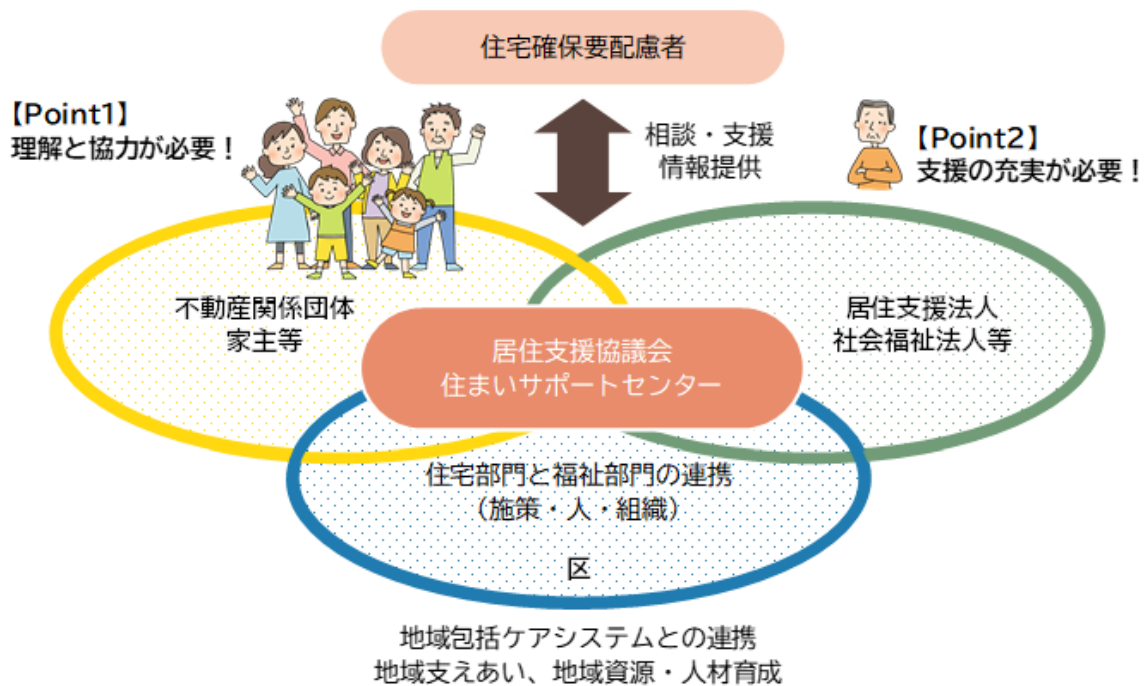 住宅確保要配慮者
【Point1】
理解と協力が必要！
相談・支援
情報提供
【Point2】
支援の充実が必要！
不動産関係団体
家主等
居住支援法人
社会福祉法人等
居住支援協議会
住まいサポートセンター
住宅部門と福祉部門の連携
（施策・人・組織）
区
地域包括ケアシステムとの連携
地域支えあい、地域資源・人材育成